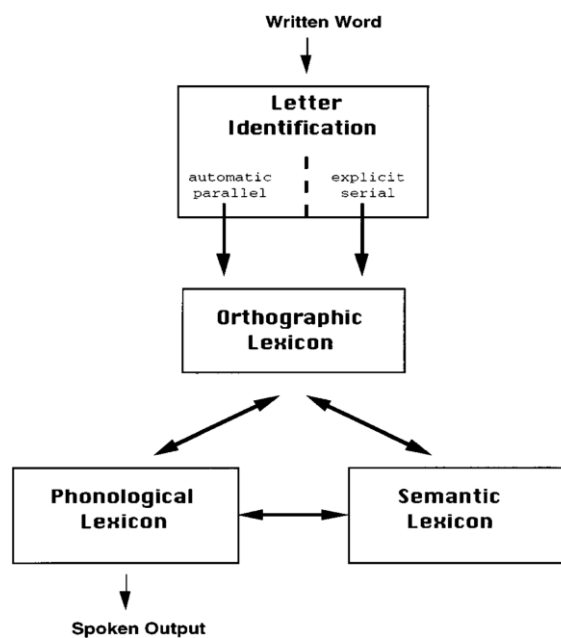 Written Word
Letter
Identification
automatic
parallel
explicit
serial
Orthographic
Lexicon
Phonological
Lexicon
Semantic
Lexicon
Spoken Output